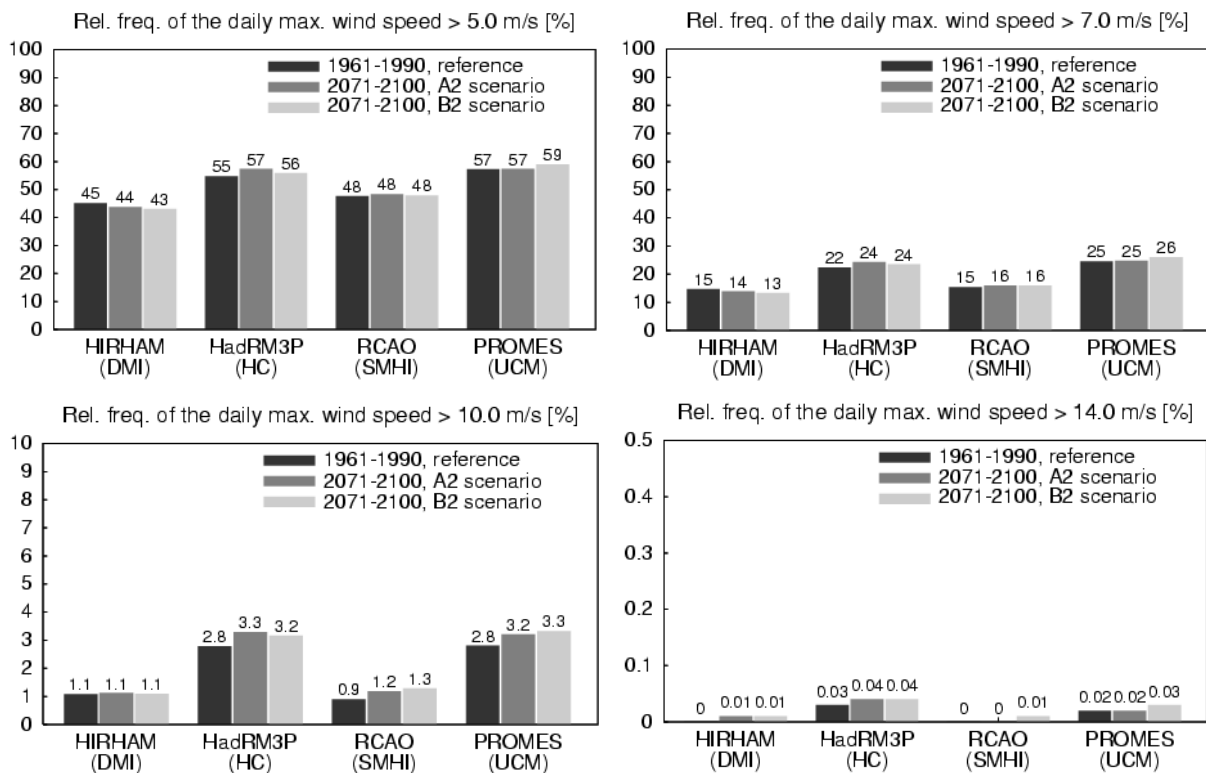 Rel. freq. of the daily max. wind speed > 5.0 m/s [%]
100
90
80
70
60
50
40
30
20
10
0
1961-1990, reference
2071-2100, A2 scenario
2071-2100, B2 scenario
45 44 43
55 57 56
48 48 48
57 57 59
HIRHAM HadRM3P RCAO PROMES
(DMI) (HC) (SMHI) (UCM)
Rel. freq. of the daily max. wind speed > 7.0 m/s [%]
100
90
80
70
60
50
40
30
20
10
0
1961-1990, reference
2071-2100, A2 scenario
2071-2100, B2 scenario
15 14 13
22 24 24
15 16 16
25 25 26
HIRHAM HadRM3P RCAO PROMES
(DMI) (HC) (SMHI) (UCM)
Rel. freq. of the daily max. wind speed > 10.0 m/s [%]
10
9
8
7
6
5
4
3
2
1
0
1961-1990, reference
2071-2100, A2 scenario
2071-2100, B2 scenario
1.1 1.1 1.1
2.8 3.3 3.2
0.9 1.2 1.3
2.8 3.2 3.3
HIRHAM HadRM3P RCAO PROMES
(DMI) (HC) (SMHI) (UCM)
Rel. freq. of the daily max. wind speed > 14.0 m/s [%]
0.5
0.4
0.3
0.2
0.1
0
1961-1990, reference
2071-2100, A2 scenario
2071-2100, B2 scenario
0 0.01 0.01
0.03 0.04 0.04
0 0 0.01
0.02 0.02 0.03
HIRHAM HadRM3P RCAO PROMES
(DMI) (HC) (SMHI) (UCM)